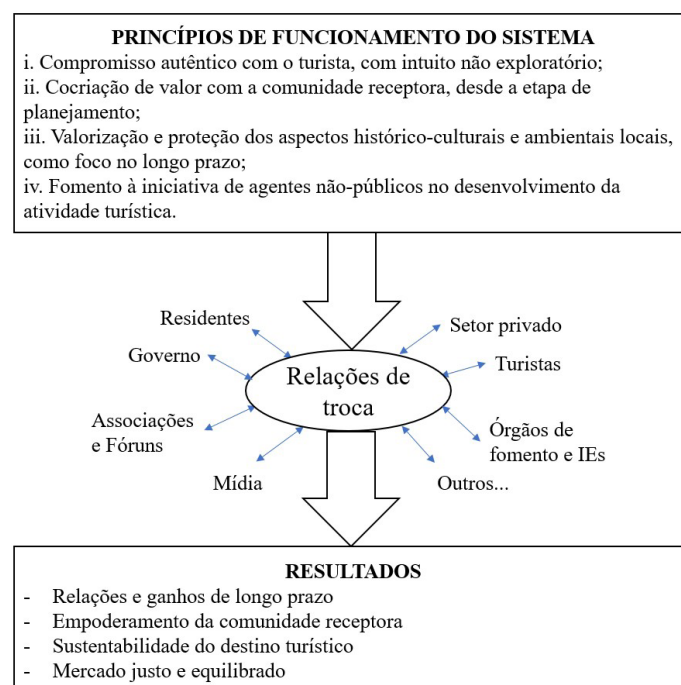 PRINCÍPIOS DE FUNCIONAMENTO DO SISTEMA
i. Compromisso autêntico com o turista, com intuito não exploratório;
ii. Cocriação de valor com a comunidade receptora, desde a etapa de
planejamento;
iii. Valorização e proteção dos aspectos histórico-culturais e ambientais locais,
como foco no longo prazo;
iv. Fomento à iniciativa de agentes não-públicos no desenvolvimento da
atividade turística.
Residentes
Setor privado
Governo
Turistas
Relações de
troca
Associações
e Fóruns
Órgãos de
fomento e IEs
Mídia
Outros...
RESULTADOS
- Relações e ganhos de longo prazo
- Empoderamento da comunidade receptora
- Sustentabilidade do destino turístico
- Mercado justo e equilibrado